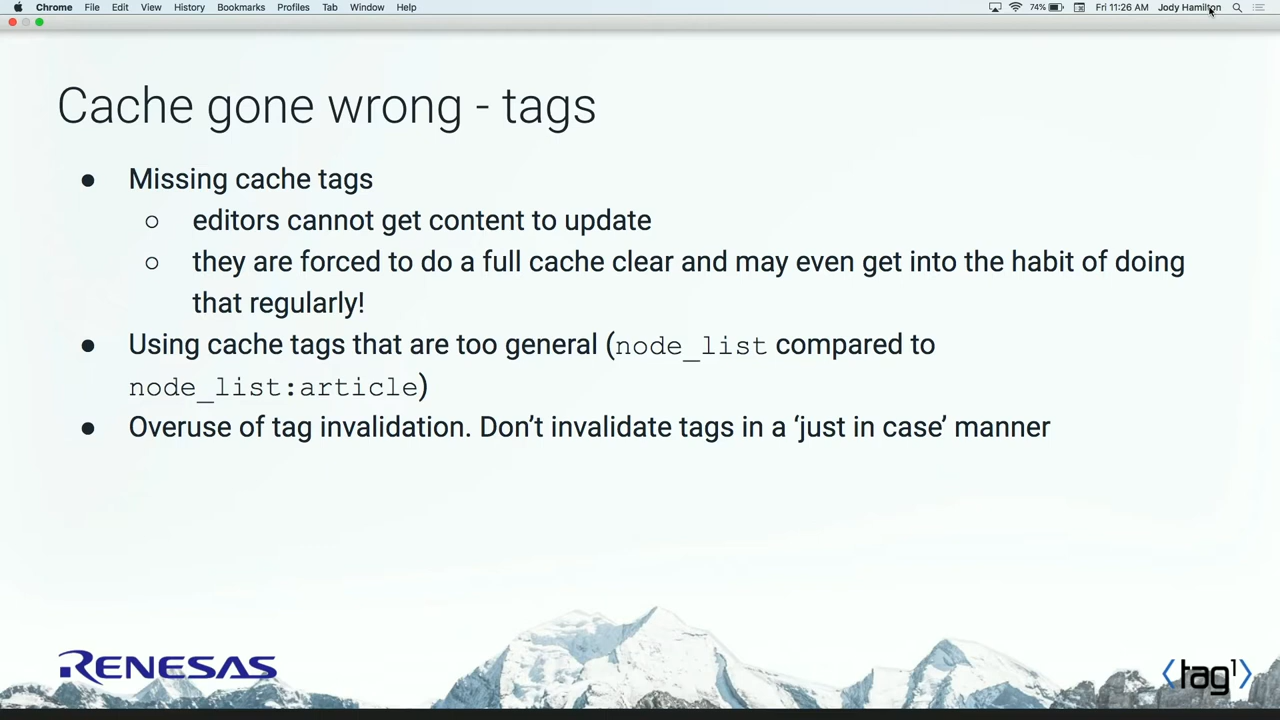 Chrome File Edit View History Bookmarks Profiles Tab Window Help 74% Fri 11:26 AM Jody Hamilton
Cache gone wrong - tags
● Missing cache tags
○ editors cannot get content to update
○ they are forced to do a full cache clear and may even get into the habit of doing
that regularly!
● Using cache tags that are too general (node_list compared to
node_list:article)
● Overuse of tag invalidation. Don’t invalidate tags in a ‘just in case’ manner
RENESAS
<tag1>